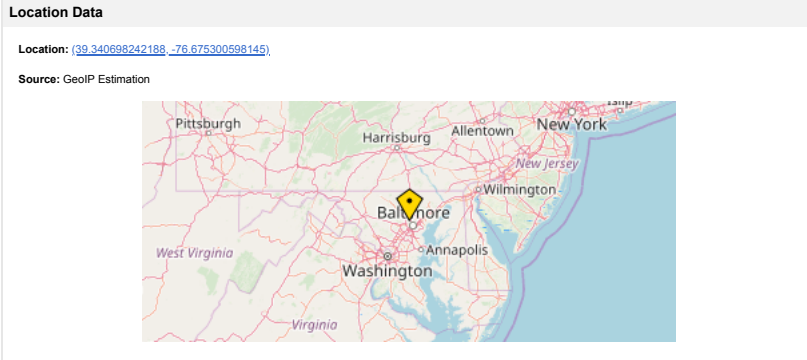 Location Data
Location: (39.340698242188, -76.675300598145)
Source: GeoIP Estimation
Islip
Pittsburgh
New York
Allentown
Harrisburg
New Jersey
Wilmington
Baltimore
West Virginia
Annapolis
Washington
Virginia